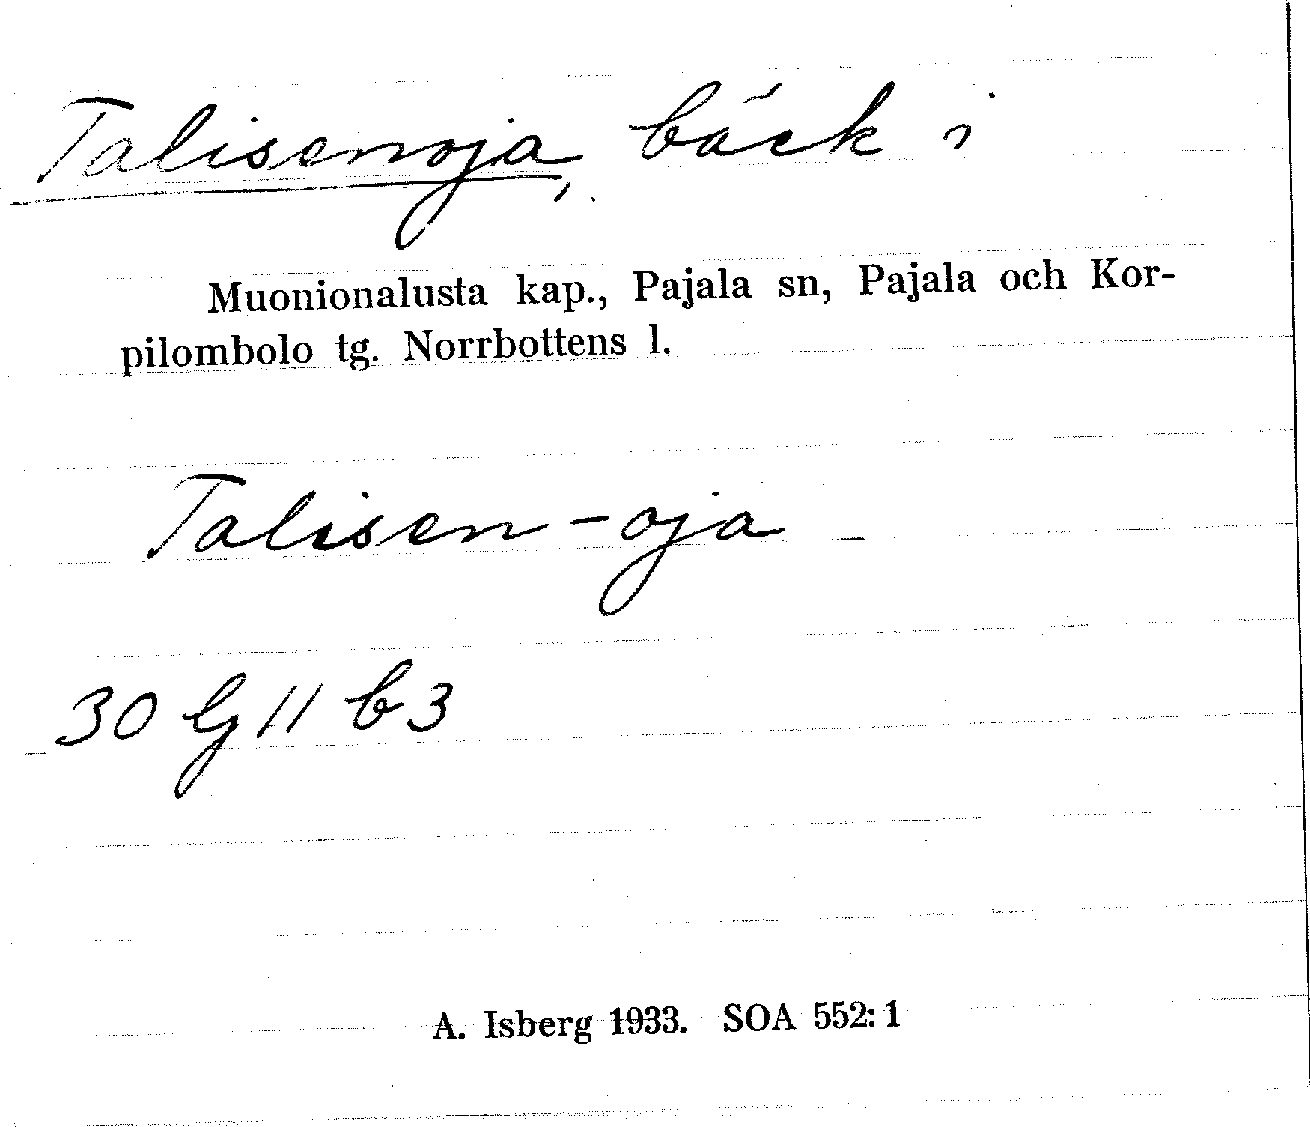 Talisenoja, bäck i
Muonionalusta kap., Pajala sn, Pajala och Kor-
pilombolo tg. Norrbottens l.
Talisen-oja
30 G 11 b 3
A. Isberg 1933. SOA 552:1